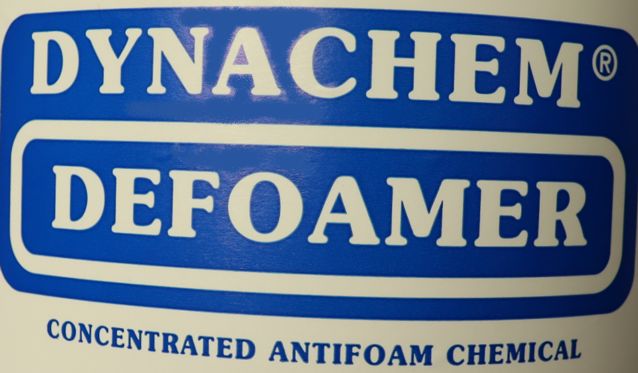 DYNACHEM®
DEFOAMER
CONCENTRATED ANTIFOAM CHEMICAL